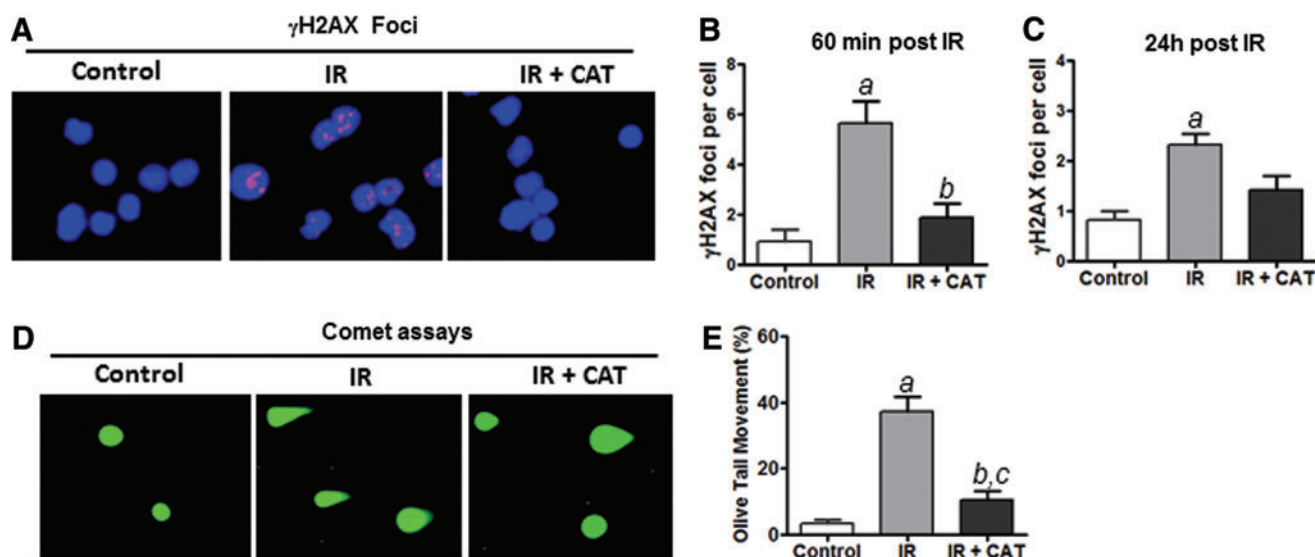 A
γH2AX Foci
Control
IR
IR + CAT
B
60 min post IR
γH2AX foci per cell
8
6
4
2
0
a
b
Control
IR
IR + CAT
C
24h post IR
γH2AX foci per cell
4
3
2
1
0
a
Control
IR
IR + CAT
D
Comet assays
Control
IR
IR + CAT
E
Olive Tail Movement (%)
60
40
20
0
a
b,c
Control
IR
IR + CAT